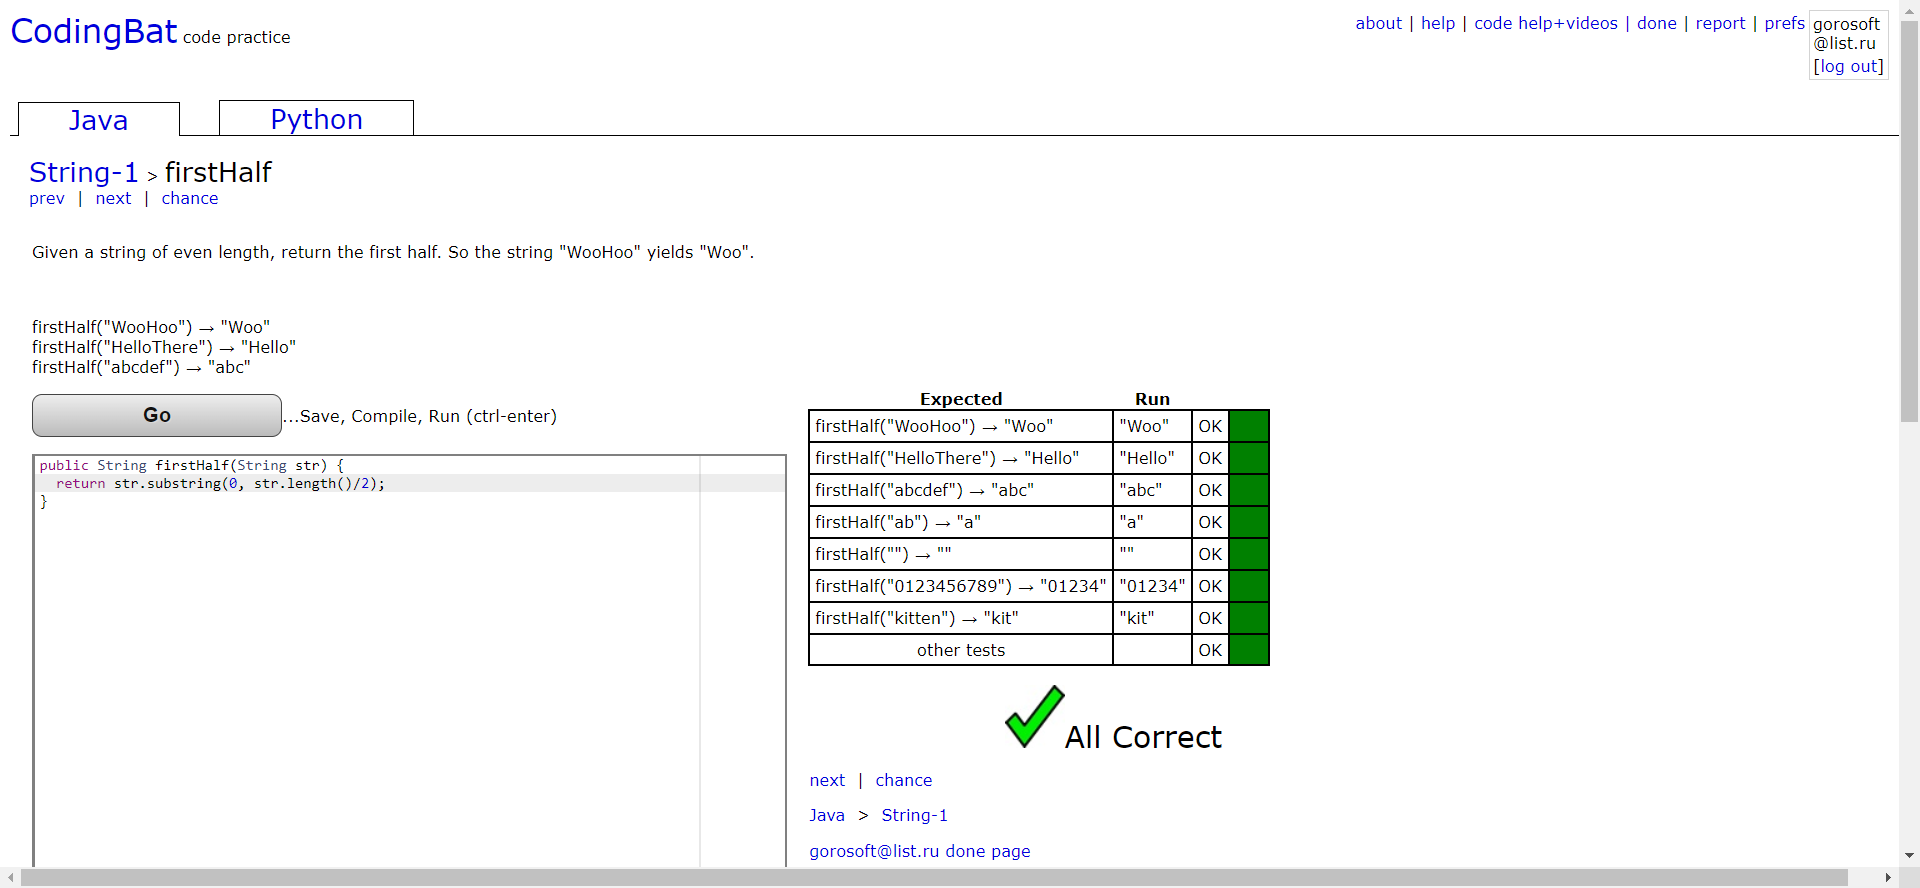 CodingBat code practice
about | help | code help+videos | done | report | prefs
gorosoft
@list.ru
[log out]
Java
Python
String-1 > firstHalf
prev | next | chance
Given a string of even length, return the first half. So the string "WooHoo" yields "Woo".
firstHalf("WooHoo") → "Woo"
firstHalf("HelloThere") → "Hello"
firstHalf("abcdef") → "abc"
Go ...Save, Compile, Run (ctrl-enter)
public String firstHalf(String str) {
  return str.substring(0, str.length()/2);
}
Expected Run
firstHalf("WooHoo") → "Woo" "Woo" OK
firstHalf("HelloThere") → "Hello" "Hello" OK
firstHalf("abcdef") → "abc" "abc" OK
firstHalf("ab") → "a" "a" OK
firstHalf("") → "" "" OK
firstHalf("0123456789") → "01234" "01234" OK
firstHalf("kitten") → "kit" "kit" OK
other tests OK
All Correct
next | chance
Java > String-1
gorosoft@list.ru done page